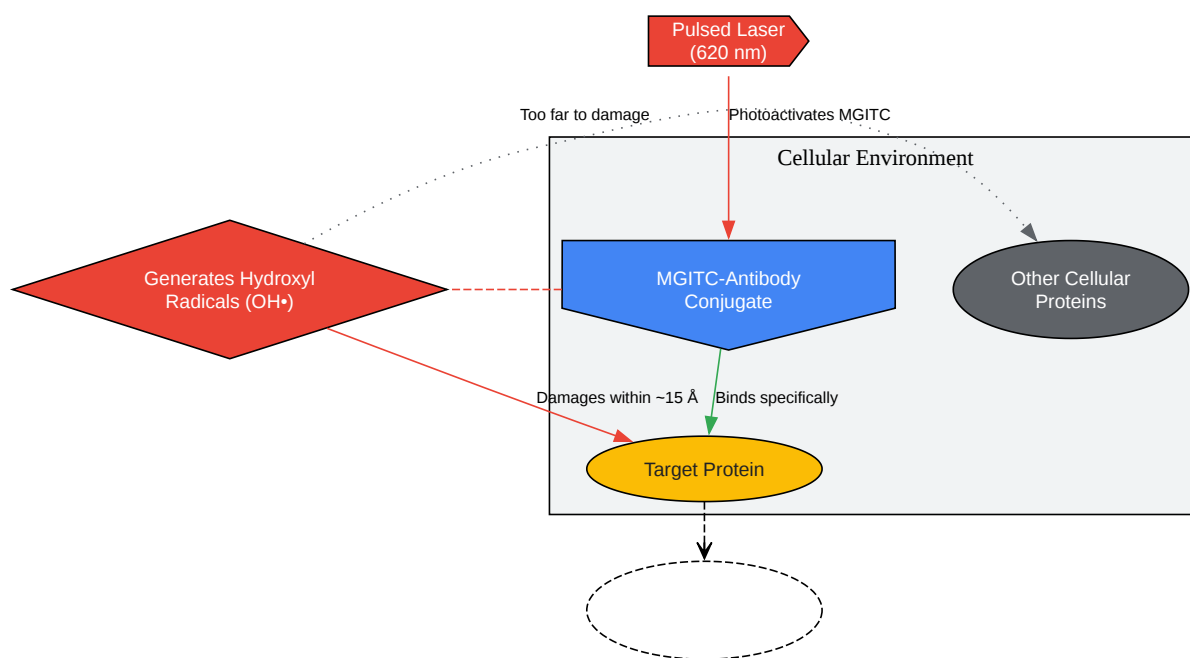 Pulsed Laser
(620 nm)
Too far to damage
Photoactivates MGITC
Cellular Environment
Generates Hydroxyl
Radicals (OH•)
MGITC-Antibody
Conjugate
Other Cellular
Proteins
Damages within ~15 Å
Binds specifically
Target Protein